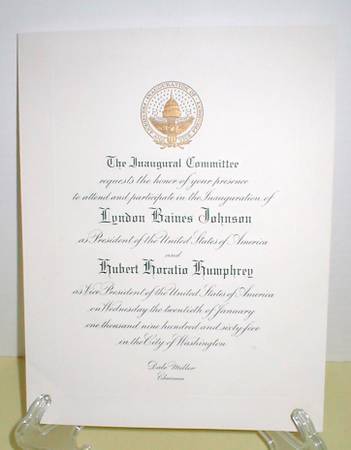 The Inaugural Committee
requests the honor of your presence
to attend and participate in the Inauguration of
Lyndon Baines Johnson
as President of the United States of America
and
Hubert Horatio Humphrey
as Vice President of the United States of America
on Wednesday the twentieth of January
one thousand nine hundred and sixty five
in the City of Washington
Dale Miller
Chairman